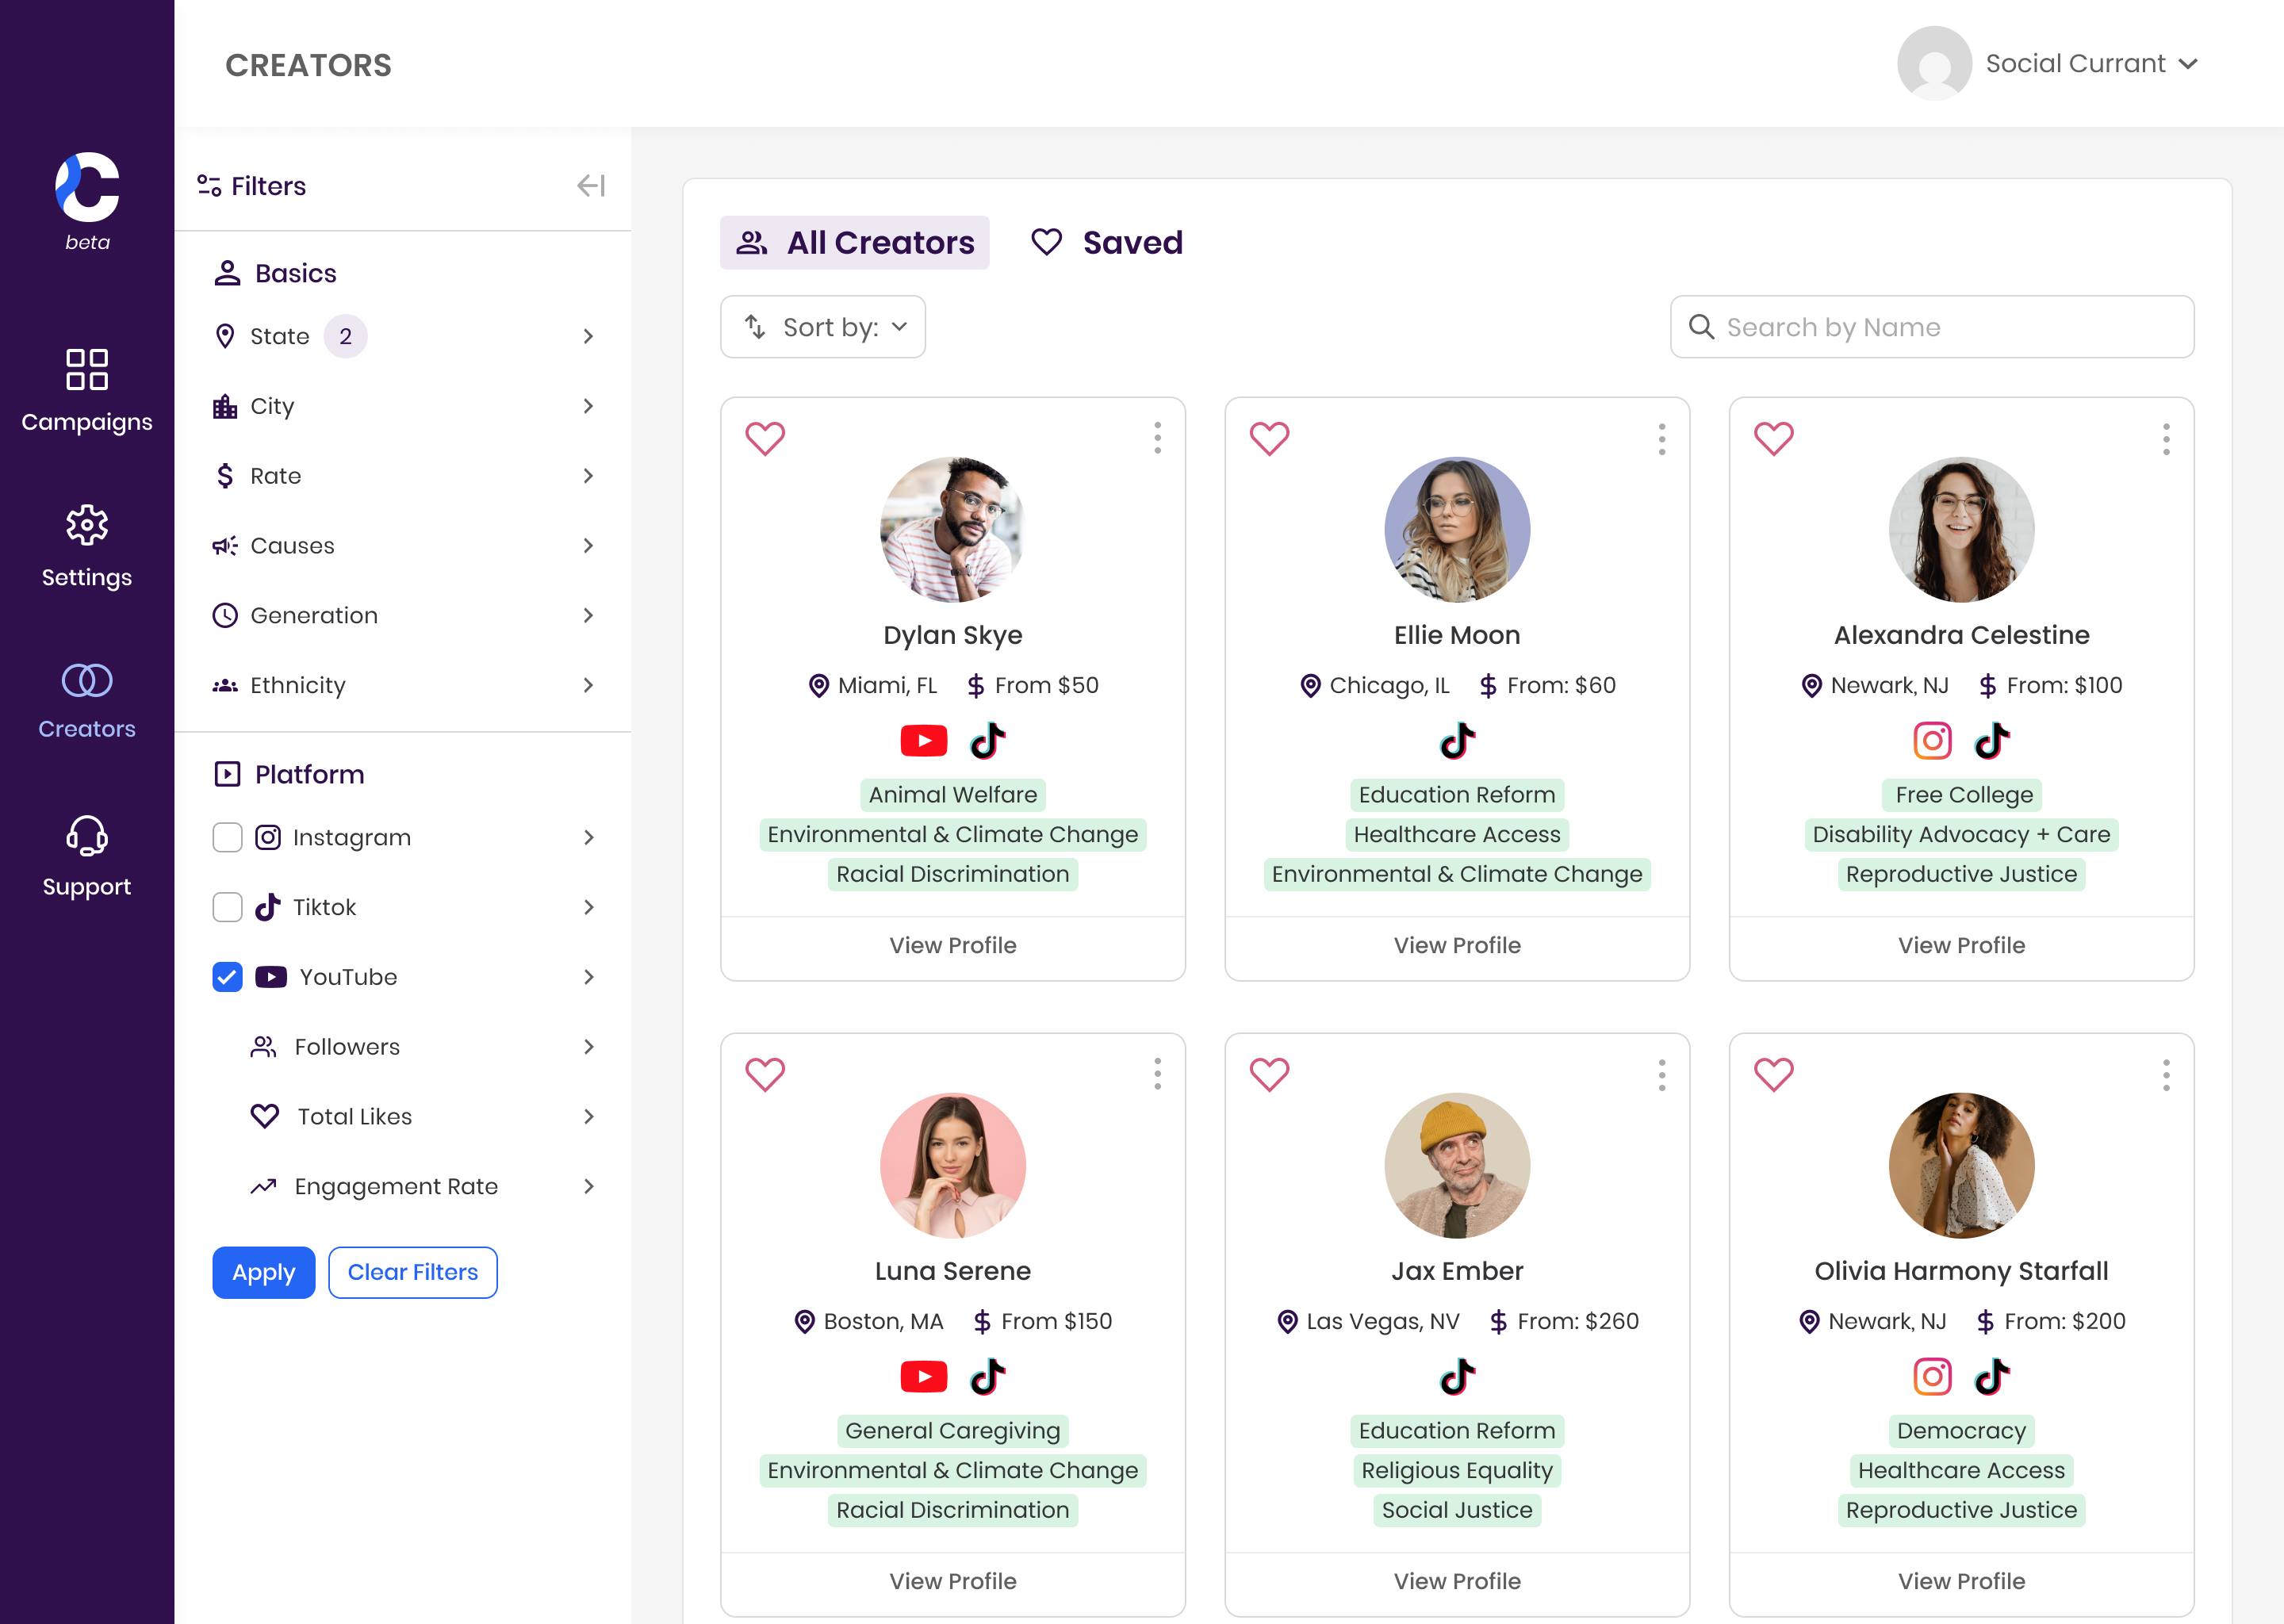 CREATORS
Social Currant
beta
Campaigns
Settings
Creators
Support
Filters
Basics
State 2
City
Rate
Causes
Generation
Ethnicity
Platform
Instagram
Tiktok
YouTube
Followers
Total Likes
Engagement Rate
Apply Clear Filters
All Creators Saved
Sort by: Search by Name
Dylan Skye
Miami, FL From $50
Animal Welfare
Environmental & Climate Change
Racial Discrimination
View Profile
Ellie Moon
Chicago, IL From: $60
Education Reform
Healthcare Access
Environmental & Climate Change
View Profile
Alexandra Celestine
Newark, NJ From: $100
Free College
Disability Advocacy + Care
Reproductive Justice
View Profile
Luna Serene
Boston, MA From $150
General Caregiving
Environmental & Climate Change
Racial Discrimination
View Profile
Jax Ember
Las Vegas, NV From: $260
Education Reform
Religious Equality
Social Justice
View Profile
Olivia Harmony Starfall
Newark, NJ From: $200
Democracy
Healthcare Access
Reproductive Justice
View Profile